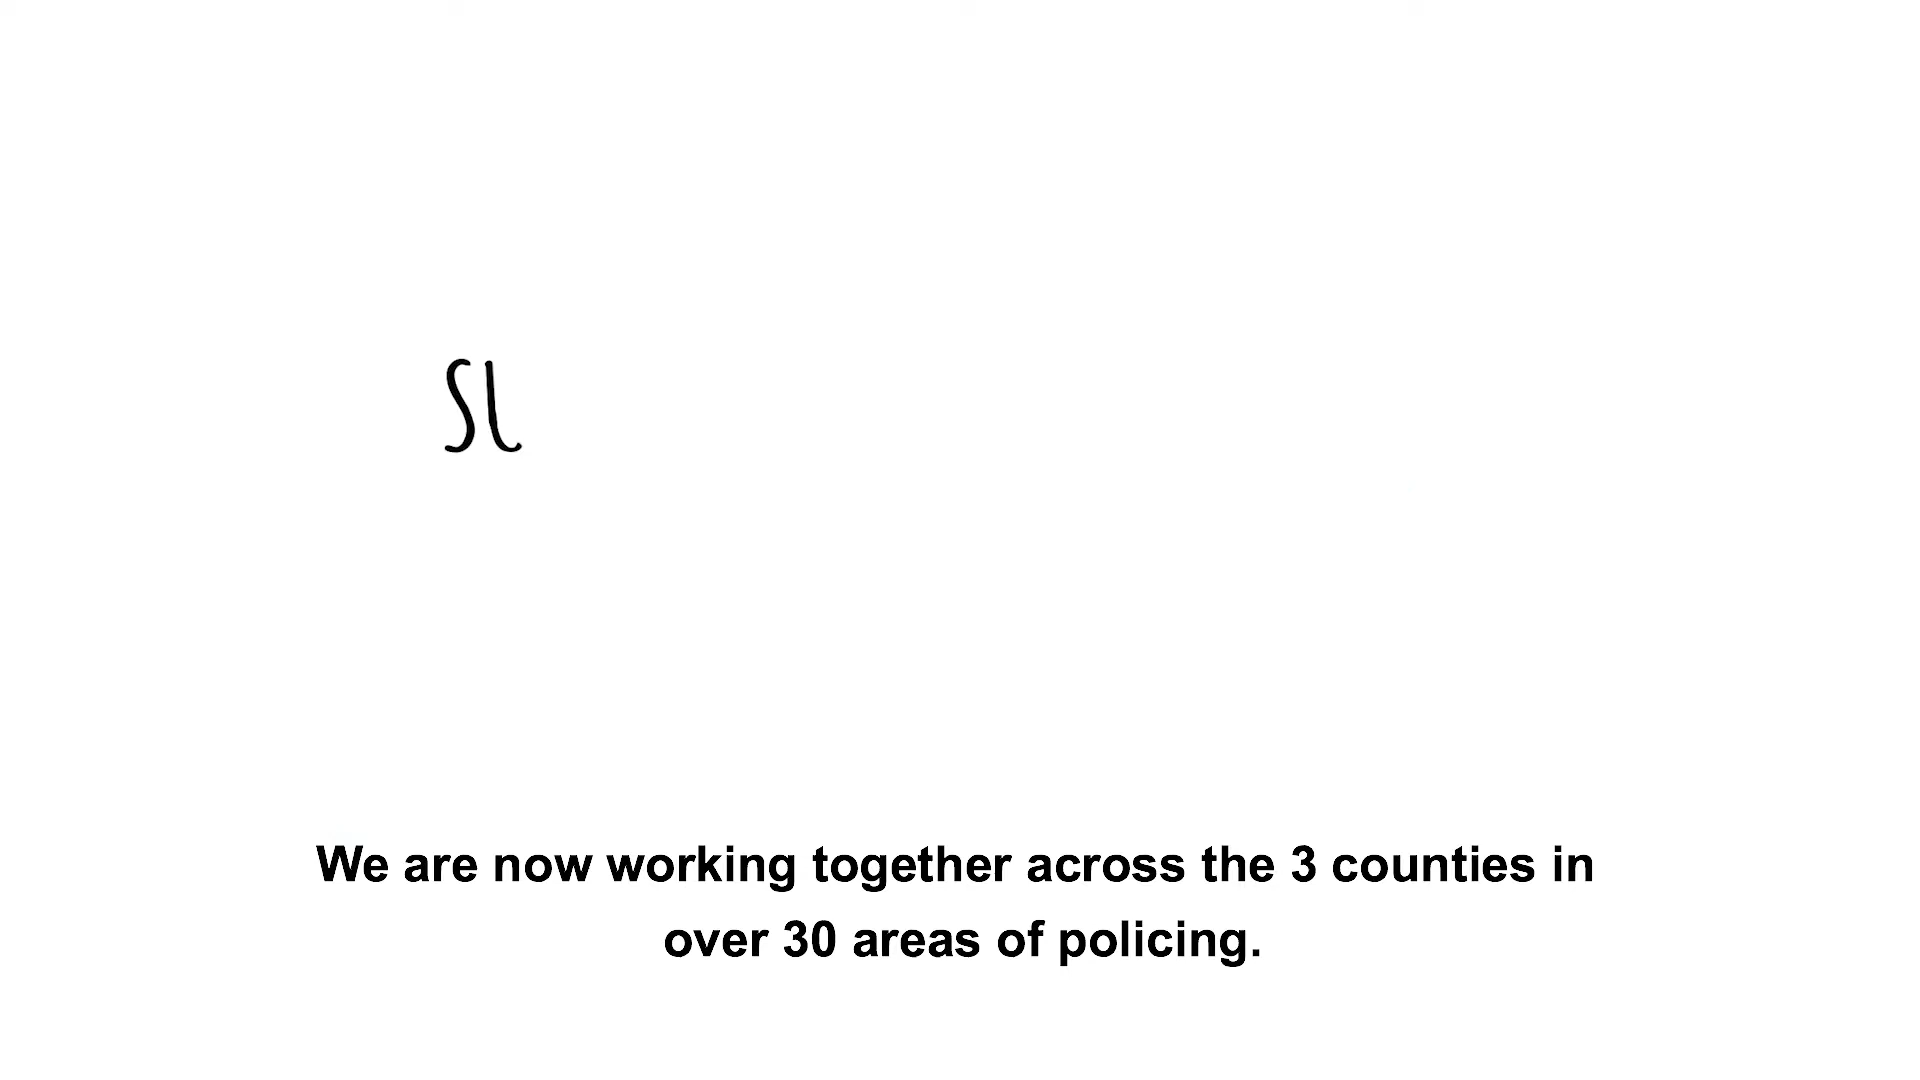 Sl
We are now working together across the 3 counties in
over 30 areas of policing.